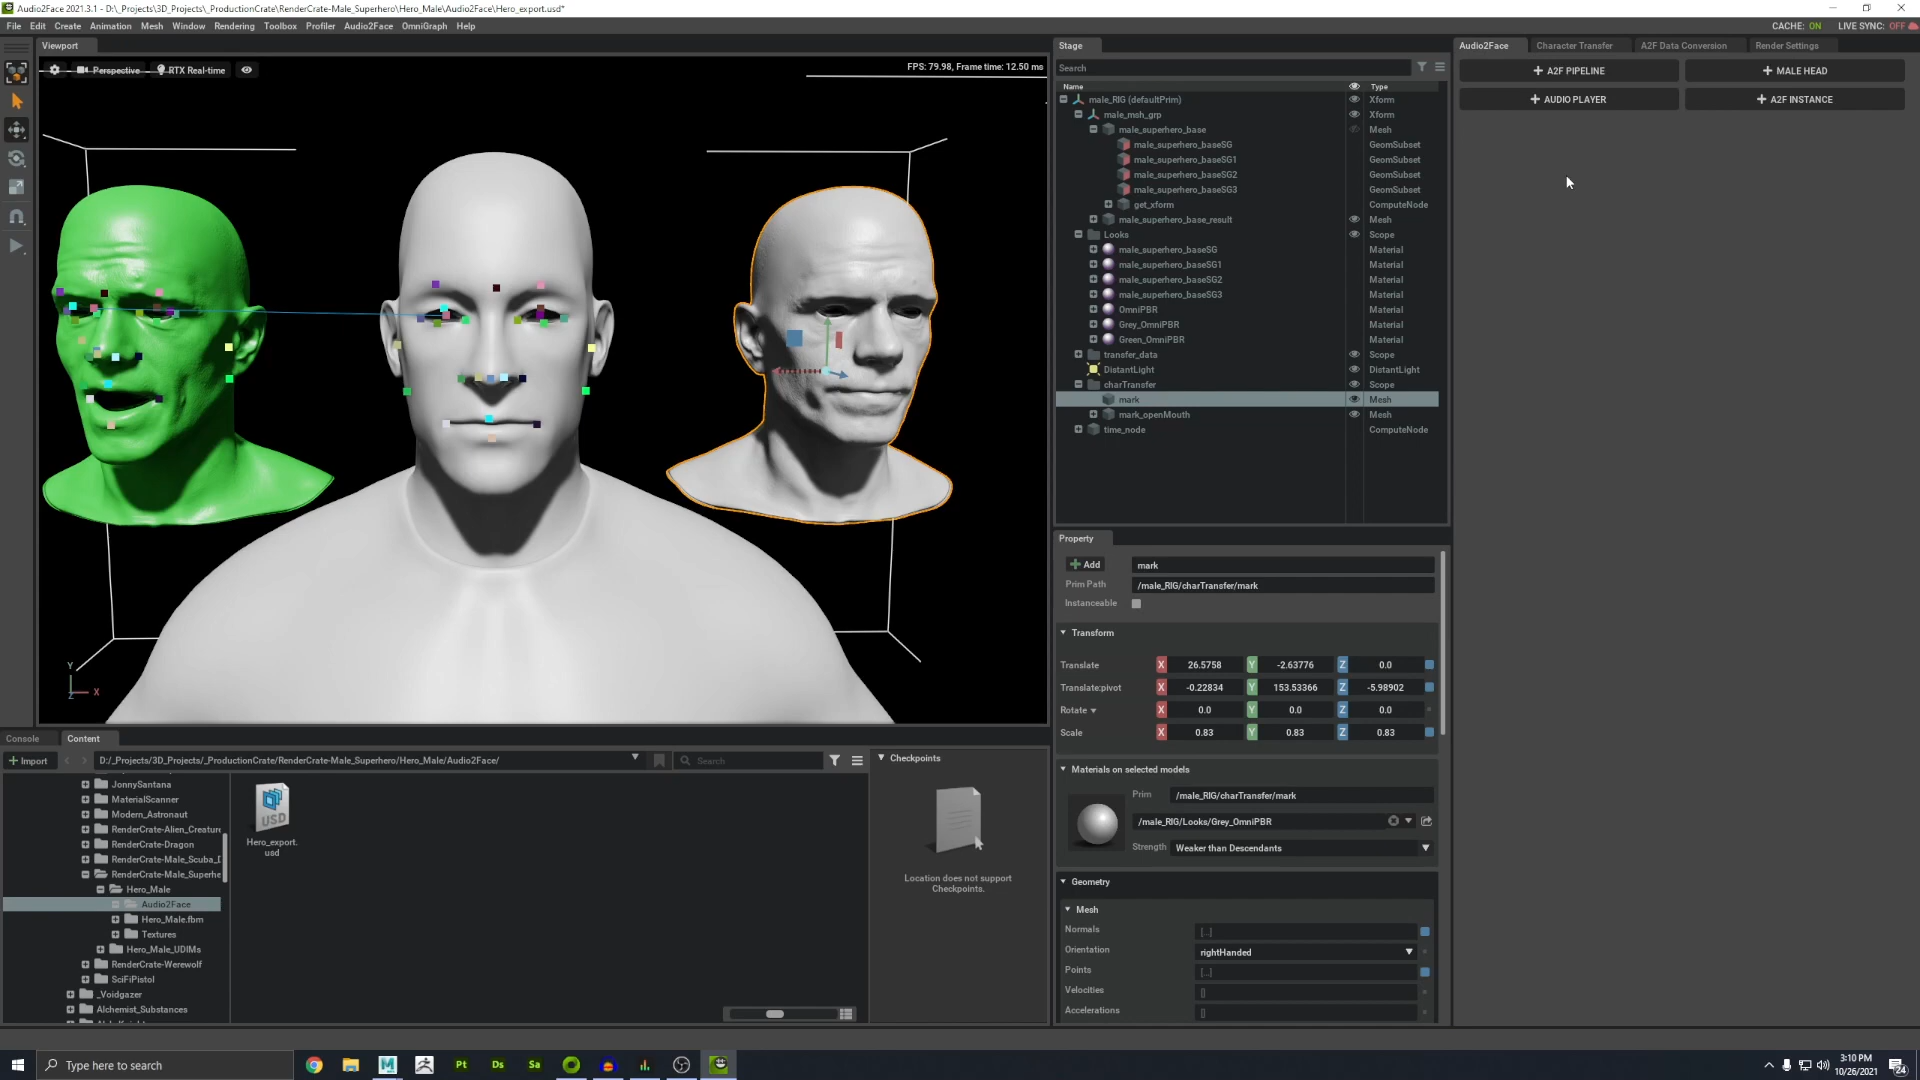 Audio2Face 2021.3.1 - D:\_Projects\3D_Projects\_ProductionCrate\RenderCrate-Male_Superhero\Hero_Male\Audio2Face\Hero_export.usd*
File Edit Create Animation Mesh Window Rendering Toolbox Profiler Audio2Face OmniGraph Help
CACHE: ON LIVE SYNC: OFF
Viewport
Perspective RTX Real-time
FPS: 79.98, Frame time: 12.50 ms
Y
Z X
Stage
Search
Name Type
male_RIG (defaultPrim) Xform
male_msh_grp Xform
male_superhero_base Mesh
male_superhero_baseSG GeomSubset
male_superhero_baseSG1 GeomSubset
male_superhero_baseSG2 GeomSubset
male_superhero_baseSG3 GeomSubset
get_xform ComputeNode
male_superhero_base_result Mesh
Looks Scope
male_superhero_baseSG Material
male_superhero_baseSG1 Material
male_superhero_baseSG2 Material
male_superhero_baseSG3 Material
OmniPBR Material
Grey_OmniPBR Material
Green_OmniPBR Material
transfer_data Scope
DistantLight DistantLight
charTransfer Scope
mark Mesh
mark_openMouth Mesh
time_node ComputeNode
Audio2Face Character Transfer A2F Data Conversion Render Settings
+ A2F PIPELINE + MALE HEAD
+ AUDIO PLAYER + A2F INSTANCE
Property
+ Add mark
Prim Path /male_RIG/charTransfer/mark
Instanceable
Transform
Translate X 26.5758 Y -2.63776 Z 0.0
Translate:pivot X -0.22834 Y 153.53366 Z -5.98902
Rotate X 0.0 Y 0.0 Z 0.0
Scale X 0.83 Y 0.83 Z 0.83
Materials on selected models
Prim /male_RIG/charTransfer/mark
/male_RIG/Looks/Grey_OmniPBR
Strength Weaker than Descendants
Geometry
Mesh
Normals [...]
Orientation rightHanded
Points [...]
Velocities []
Accelerations []
Console Content
+ Import D:/_Projects/3D_Projects/_ProductionCrate/RenderCrate-Male_Superhero/Hero_Male/Audio2Face/ Search
JonnySantana
MaterialScanner
Modern_Astronaut
RenderCrate-Alien_Creature
RenderCrate-Dragon
RenderCrate-Male_Scuba_D
RenderCrate-Male_Superhe
Hero_Male
Audio2Face
Hero_Male.fbm
Textures
Hero_Male_UDIMs
RenderCrate-Werewolf
SciFiPistol
_Voidgazer
Alchemist_Substances
USD
Hero_export.
usd
Checkpoints
Location does not support
Checkpoints.
Type here to search
Pt Ds Sa
3:10 PM
10/26/2021
24